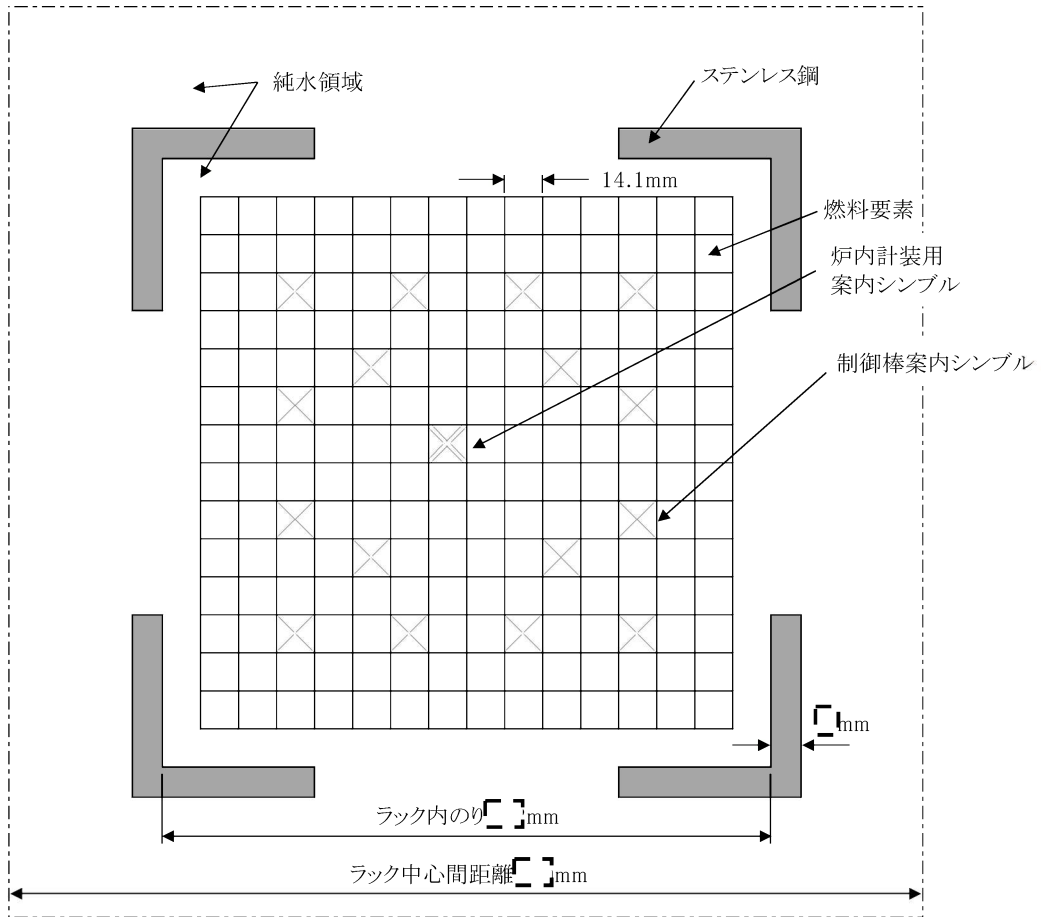 純水領域
ステンレス鋼
14.1mm
燃料要素
炉内計装用
案内シンブル
制御棒案内シンブル
mm
ラック内のり mm
ラック中心間距離 mm